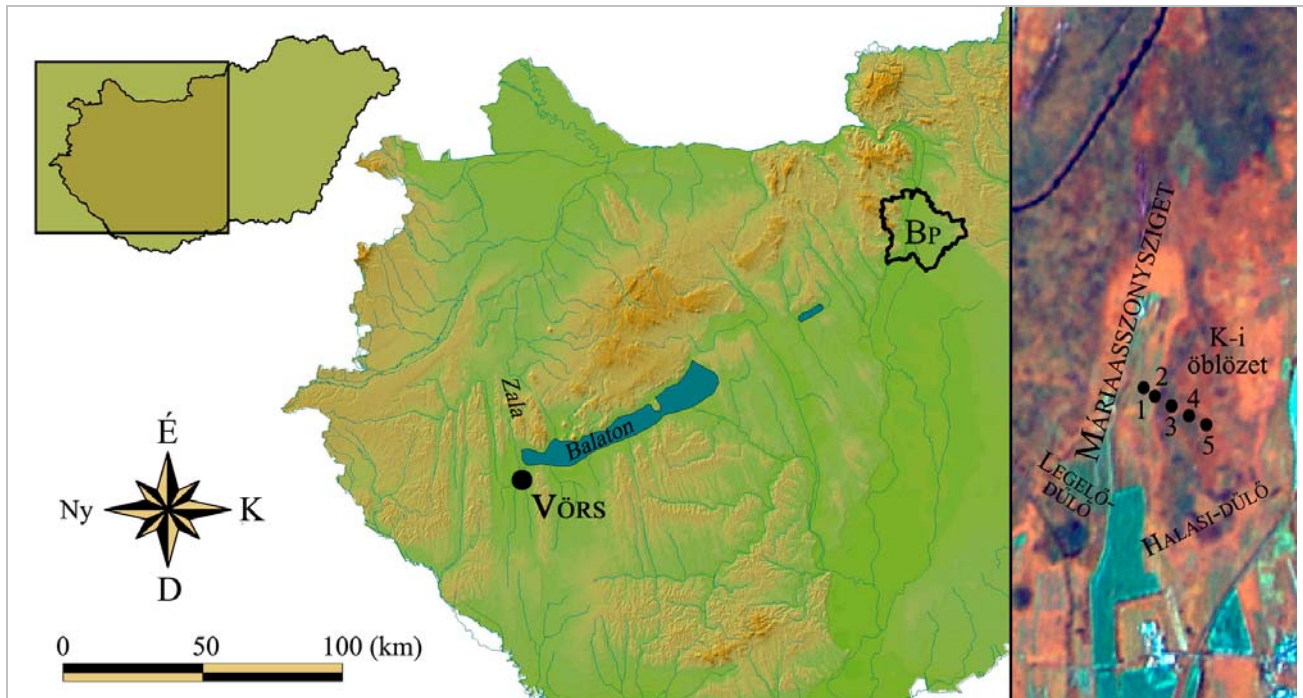 É
Ny
K
D
0
50
100 (km)
BP
Zala
Balaton
VÖRS
MÁRIAASSZONYSZIGET
K-i
öblözet
2
1
4
3
5
LEGELŐ-
DŰLŐ
HALASI-DŰLŐ